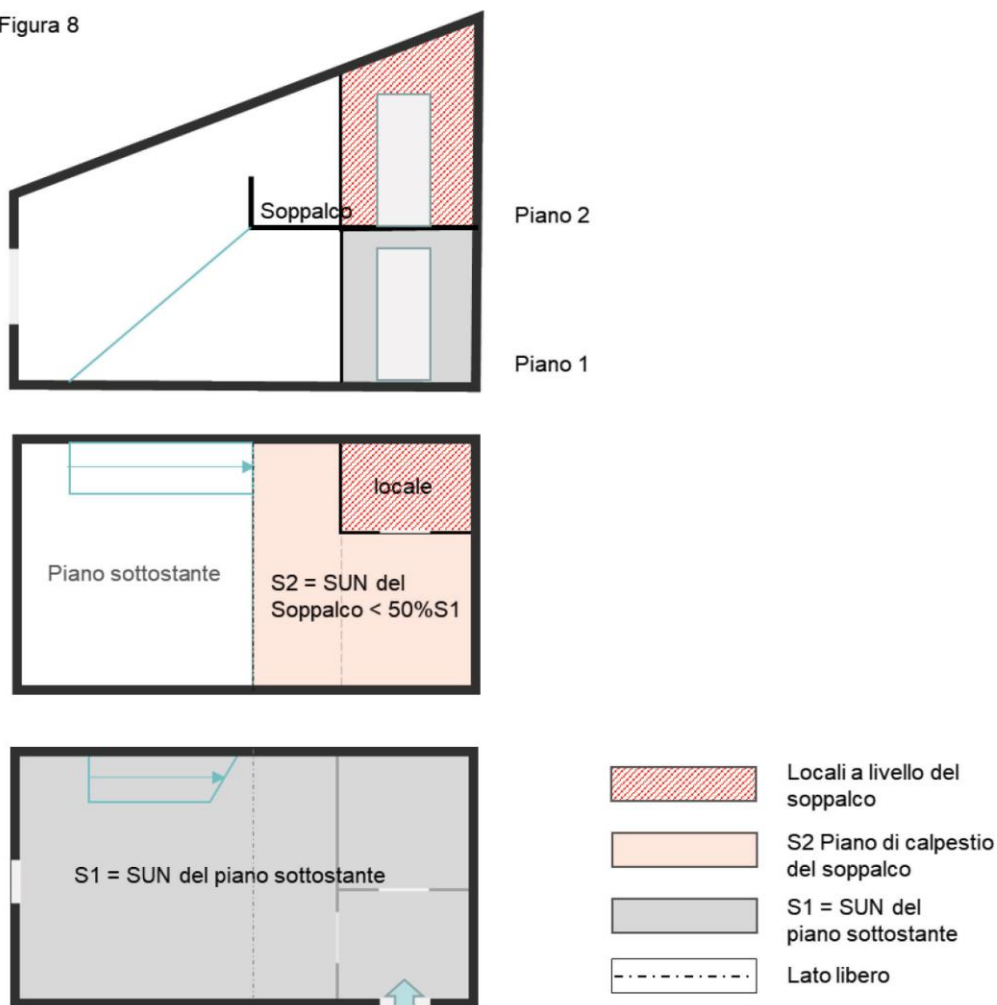 Figura 8
Soppalco
Piano 2
Piano 1
locale
Piano sottostante
S2 = SUN del
Soppalco < 50%S1
S1 = SUN del piano sottostante
Locali a livello del
soppalco
S2 Piano di calpestio
del soppalco
S1 = SUN del
piano sottostante
Lato libero